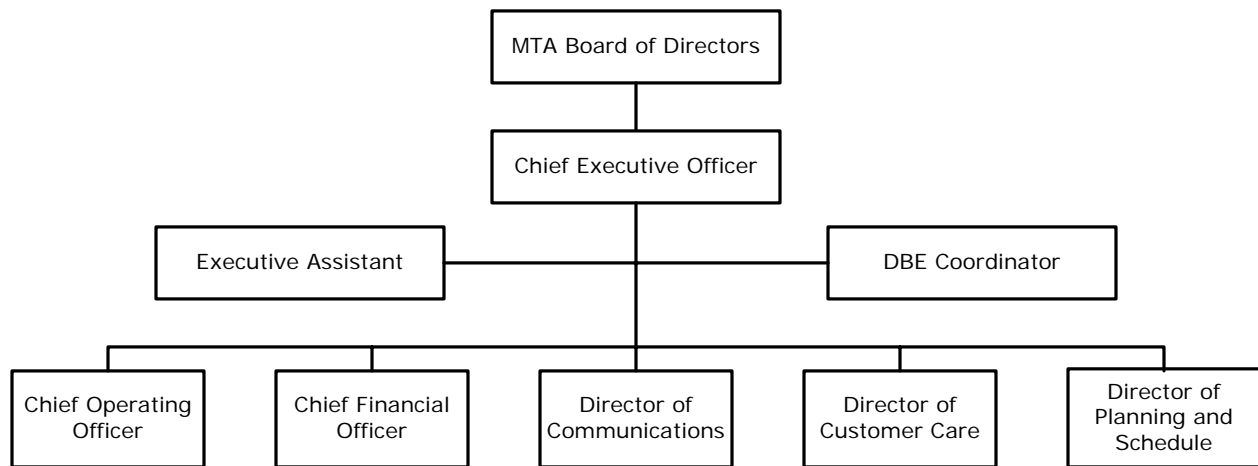 MTA Board of Directors
Chief Executive Officer
Executive Assistant
DBE Coordinator
Chief Operating
Officer
Chief Financial
Officer
Director of
Communications
Director of
Customer Care
Director of
Planning and
Schedule